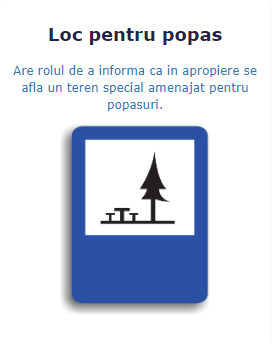 Loc pentru popas
Are rolul de a informa ca in apropiere se
afla un teren special amenajat pentru
popasuri.